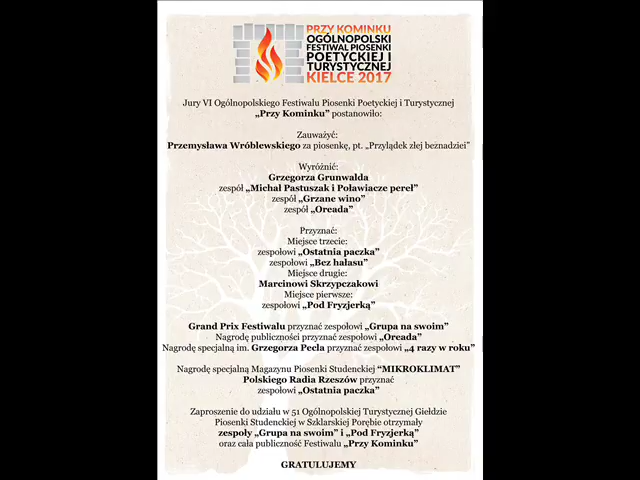 PRZY KOMINKU
OGÓLNOPOLSKI
FESTIWAL PIOSENKI
POETYCKIEJ I
TURYSTYCZNEJ
KIELCE 2017
Jury VI Ogólnopolskiego Festiwalu Piosenki Poetyckiej i Turystycznej
„Przy Kominku” postanowiło:
Zauważyć:
Przemysława Wróblewskiego za piosenkę, pt. „Przylądek złej beznadziei”
Wyróżnić:
Grzegorza Grunwalda
zespół „Michał Pastuszak i Poławiacze pereł”
zespół „Grzane wino”
zespół „Oreada”
Przyznać:
Miejsce trzecie:
zespołowi „Ostatnia paczka”
zespołowi „Bez hałasu”
Miejsce drugie:
Marcinowi Skrzypczakowi
Miejsce pierwsze:
zespołowi „Pod Fryzjerką”
Grand Prix Festiwalu przyznać zespołowi „Grupa na swoim”
Nagrodę publiczności przyznać zespołowi „Oreada”
Nagrodę specjalną im. Grzegorza Pecla przyznać zespołowi „4 razy w roku”
Nagrodę specjalną Magazynu Piosenki Studenckiej “MIKROKLIMAT”
Polskiego Radia Rzeszów przyznać
zespołowi „Ostatnia paczka”
Zaproszenie do udziału w 51 Ogólnopolskiej Turystycznej Giełdzie
Piosenki Studenckiej w Szklarskiej Porębie otrzymały
zespoły „Grupa na swoim” i „Pod Fryzjerką”
oraz cała publiczność Festiwalu „Przy Kominku”
GRATULUJEMY